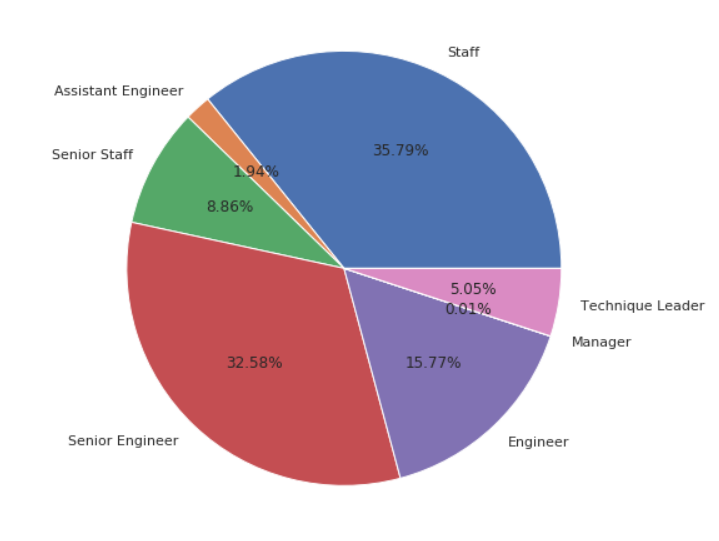 Staff
35.79%
Assistant Engineer
1.94%
Senior Staff
8.86%
Senior Engineer
32.58%
Engineer
15.77%
Manager
0.01%
Technique Leader
5.05%